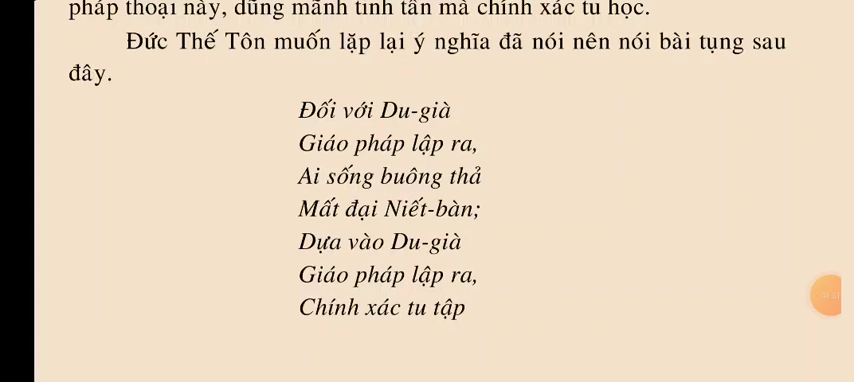 pháp thoại này, dũng mãnh tinh tấn mà chính xác tu học.
Đức Thế Tôn muốn lặp lại ý nghĩa đã nói nên nói bài tụng sau
đây.
Đối với Du-già
Giáo pháp lập ra,
Ai sống buông thả
Mất đại Niết-bàn;
Dựa vào Du-già
Giáo pháp lập ra,
Chính xác tu tập